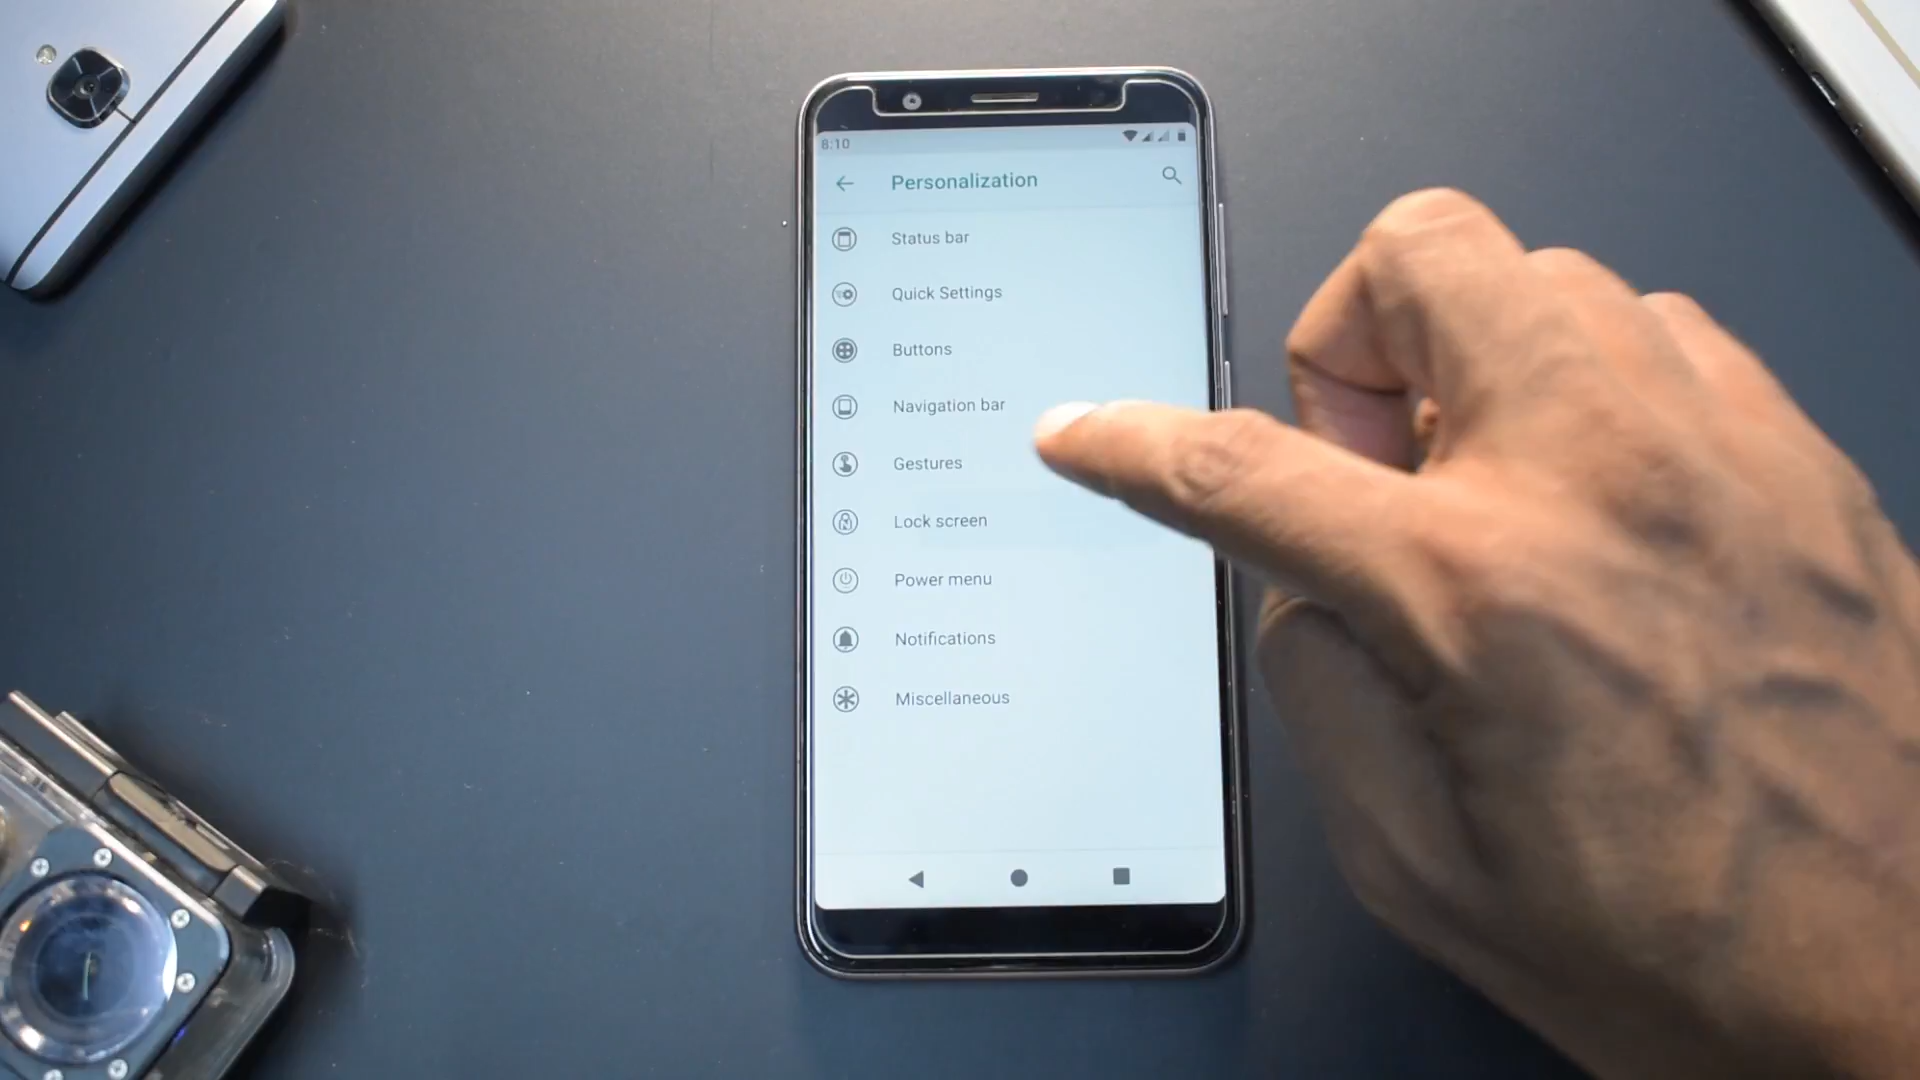 8:10
Personalization
Status bar
Quick Settings
Buttons
Navigation bar
Gestures
Lock screen
Power menu
Notifications
Miscellaneous